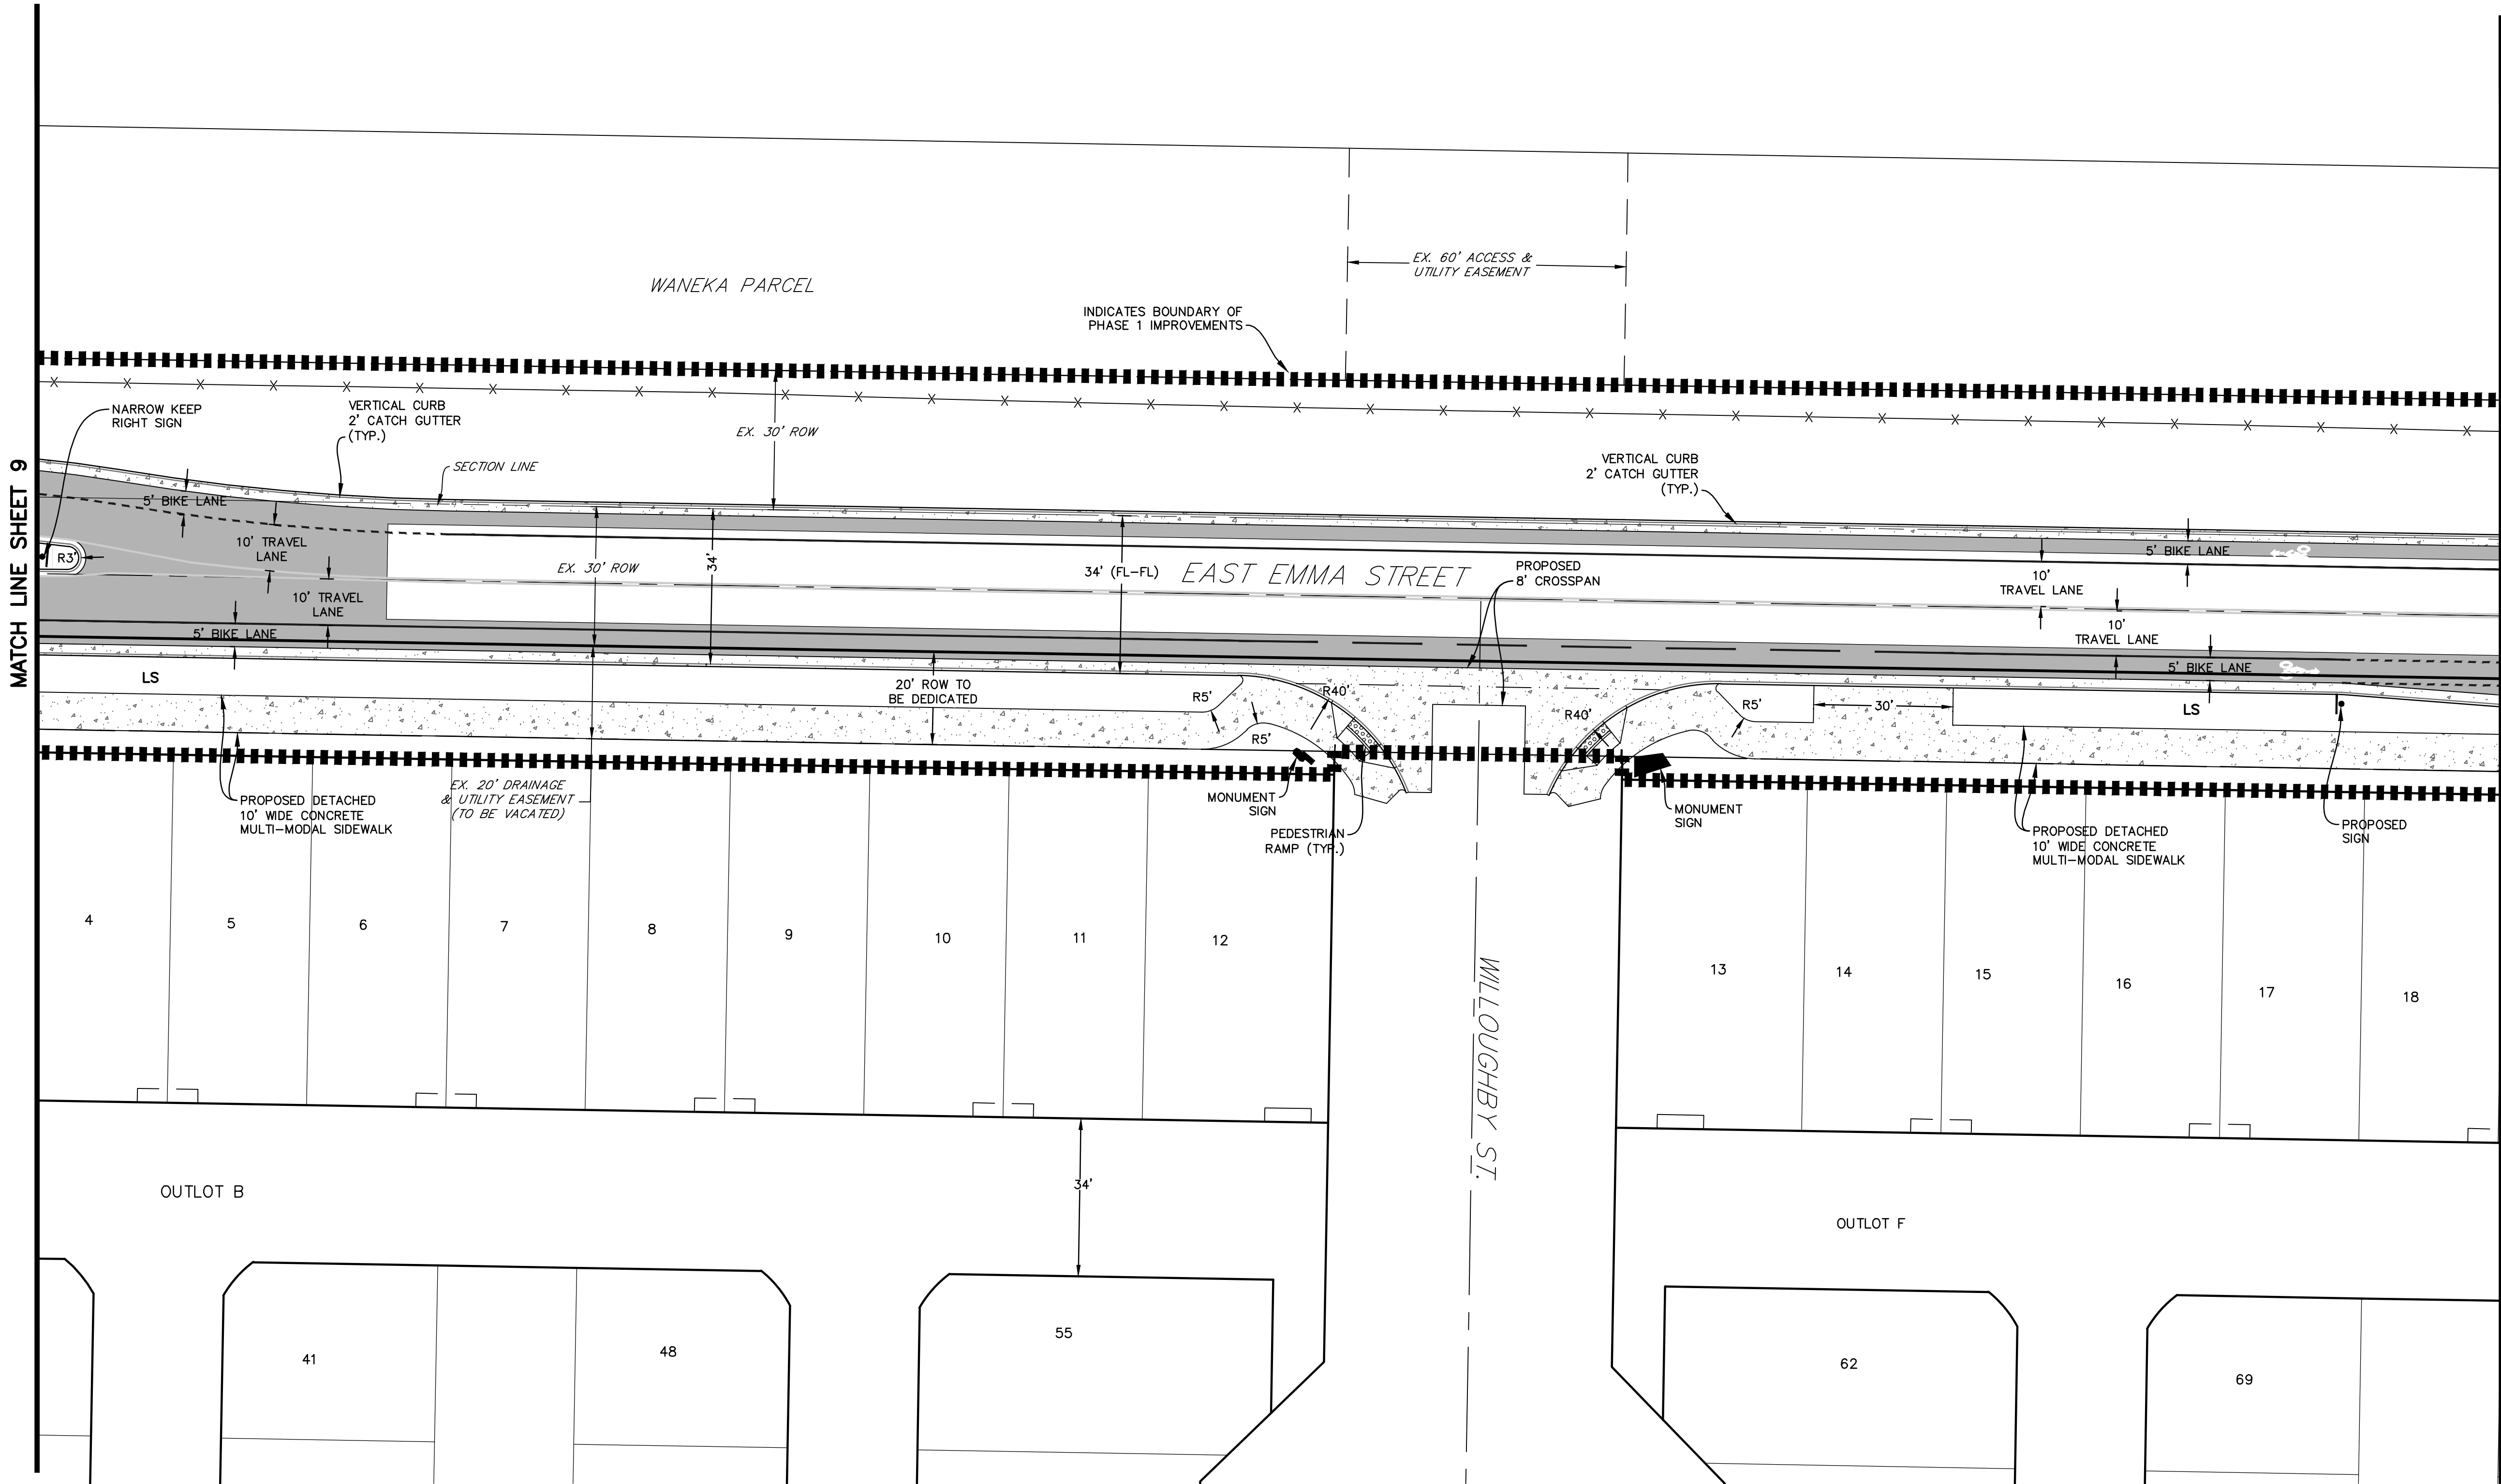 MATCH LINE SHEET 9
WANEKA PARCEL
EX. 60' ACCESS &
UTILITY EASEMENT
INDICATES BOUNDARY OF
PHASE 1 IMPROVEMENTS
NARROW KEEP
RIGHT SIGN
VERTICAL CURB
2' CATCH GUTTER
(TYP.)
SECTION LINE
EX. 30' ROW
VERTICAL CURB
2' CATCH GUTTER
(TYP.)
5' BIKE LANE
10' TRAVEL
LANE
R3'
10' TRAVEL
LANE
5' BIKE LANE
EX. 30' ROW
34'
34' (FL-FL)
EAST EMMA STREET
PROPOSED
8' CROSSPAN
5' BIKE LANE
10'
TRAVEL LANE
10'
TRAVEL LANE
5' BIKE LANE
LS
20' ROW TO
BE DEDICATED
R5'
R40'
R5'
R40'
R5'
30'
LS
PROPOSED DETACHED
10' WIDE CONCRETE
MULTI-MODAL SIDEWALK
EX. 20' DRAINAGE
& UTILITY EASEMENT
(TO BE VACATED)
MONUMENT
SIGN
PEDESTRIAN
RAMP (TYP.)
MONUMENT
SIGN
PROPOSED DETACHED
10' WIDE CONCRETE
MULTI-MODAL SIDEWALK
PROPOSED
SIGN
4
5
6
7
8
9
10
11
12
13
14
15
16
17
18
WILLOUGHBY ST.
OUTLOT B
34'
OUTLOT F
41
48
55
62
69